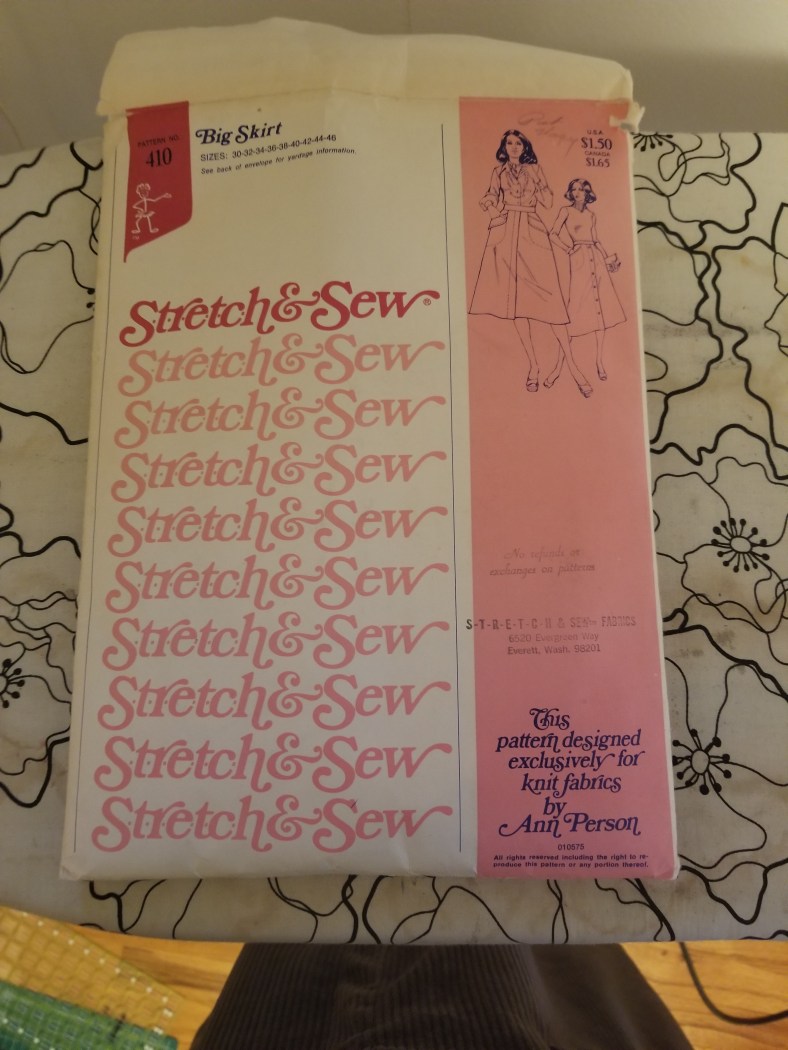 PATTERN NO.
410
Big Skirt
SIZES: 30-32-34-36-38-40-42-44-46
See back of envelope for yardage information.
Stretch & Sew®
Stretch & Sew
Stretch & Sew
Stretch & Sew
Stretch & Sew
Stretch & Sew
Stretch & Sew
Stretch & Sew
Stretch & Sew
Stretch & Sew
U.S.A.
$1.50
CANADA
$1.65
No refunds or
exchanges on patterns
S-T-R-E-T-C-H & SEW FABRICS
6520 Evergreen Way
Everett, Wash. 98201
This
pattern designed
exclusively for
knit fabrics
by
Ann Person
010575
All rights reserved including the right to re-
produce this pattern or any portion thereof.